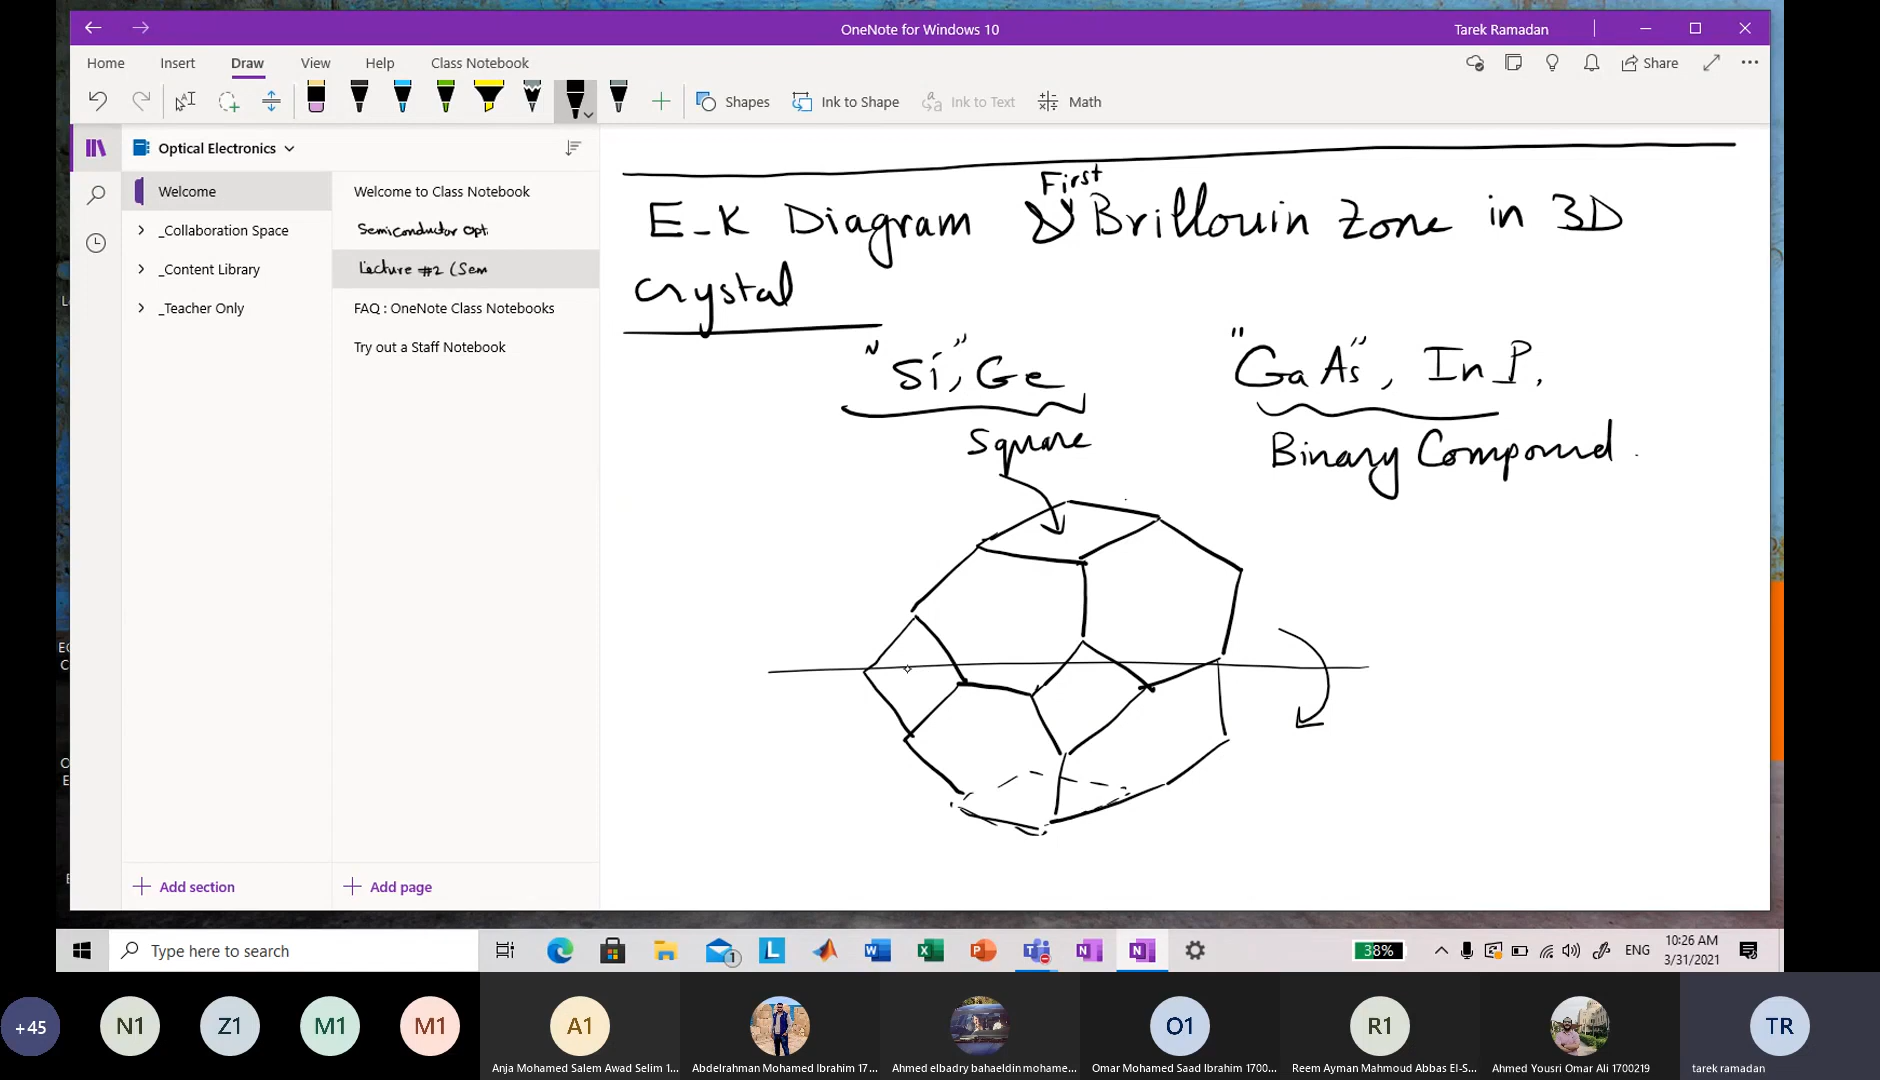 OneNote for Windows 10
Tarek Ramadan
Home Insert Draw View Help Class Notebook
Share
Shapes Ink to Shape Ink to Text Math
Optical Electronics
Welcome
_Collaboration Space
_Content Library
_Teacher Only
Welcome to Class Notebook
Semiconductor Opti
Lecture #2 (Sem
FAQ : OneNote Class Notebooks
Try out a Staff Notebook
Add section
Add page
First
E-K Diagram & Brillouin Zone in 3D
Crystal
"Si", Ge
"GaAs", InP.
Square
Binary Compound.
Type here to search
1
38%
ENG
10:26 AM
3/31/2021
+45
N1
Z1
M1
M1
A1
O1
R1
TR
Anja Mohamed Salem Awad Selim 1...
Abdelrahman Mohamed Ibrahim 17...
Ahmed elbadry bahaeldin mohame...
Omar Mohamed Saad Ibrahim 1700...
Reem Ayman Mahmoud Abbas El-S...
Ahmed Yousri Omar Ali 1700219
tarek ramadan